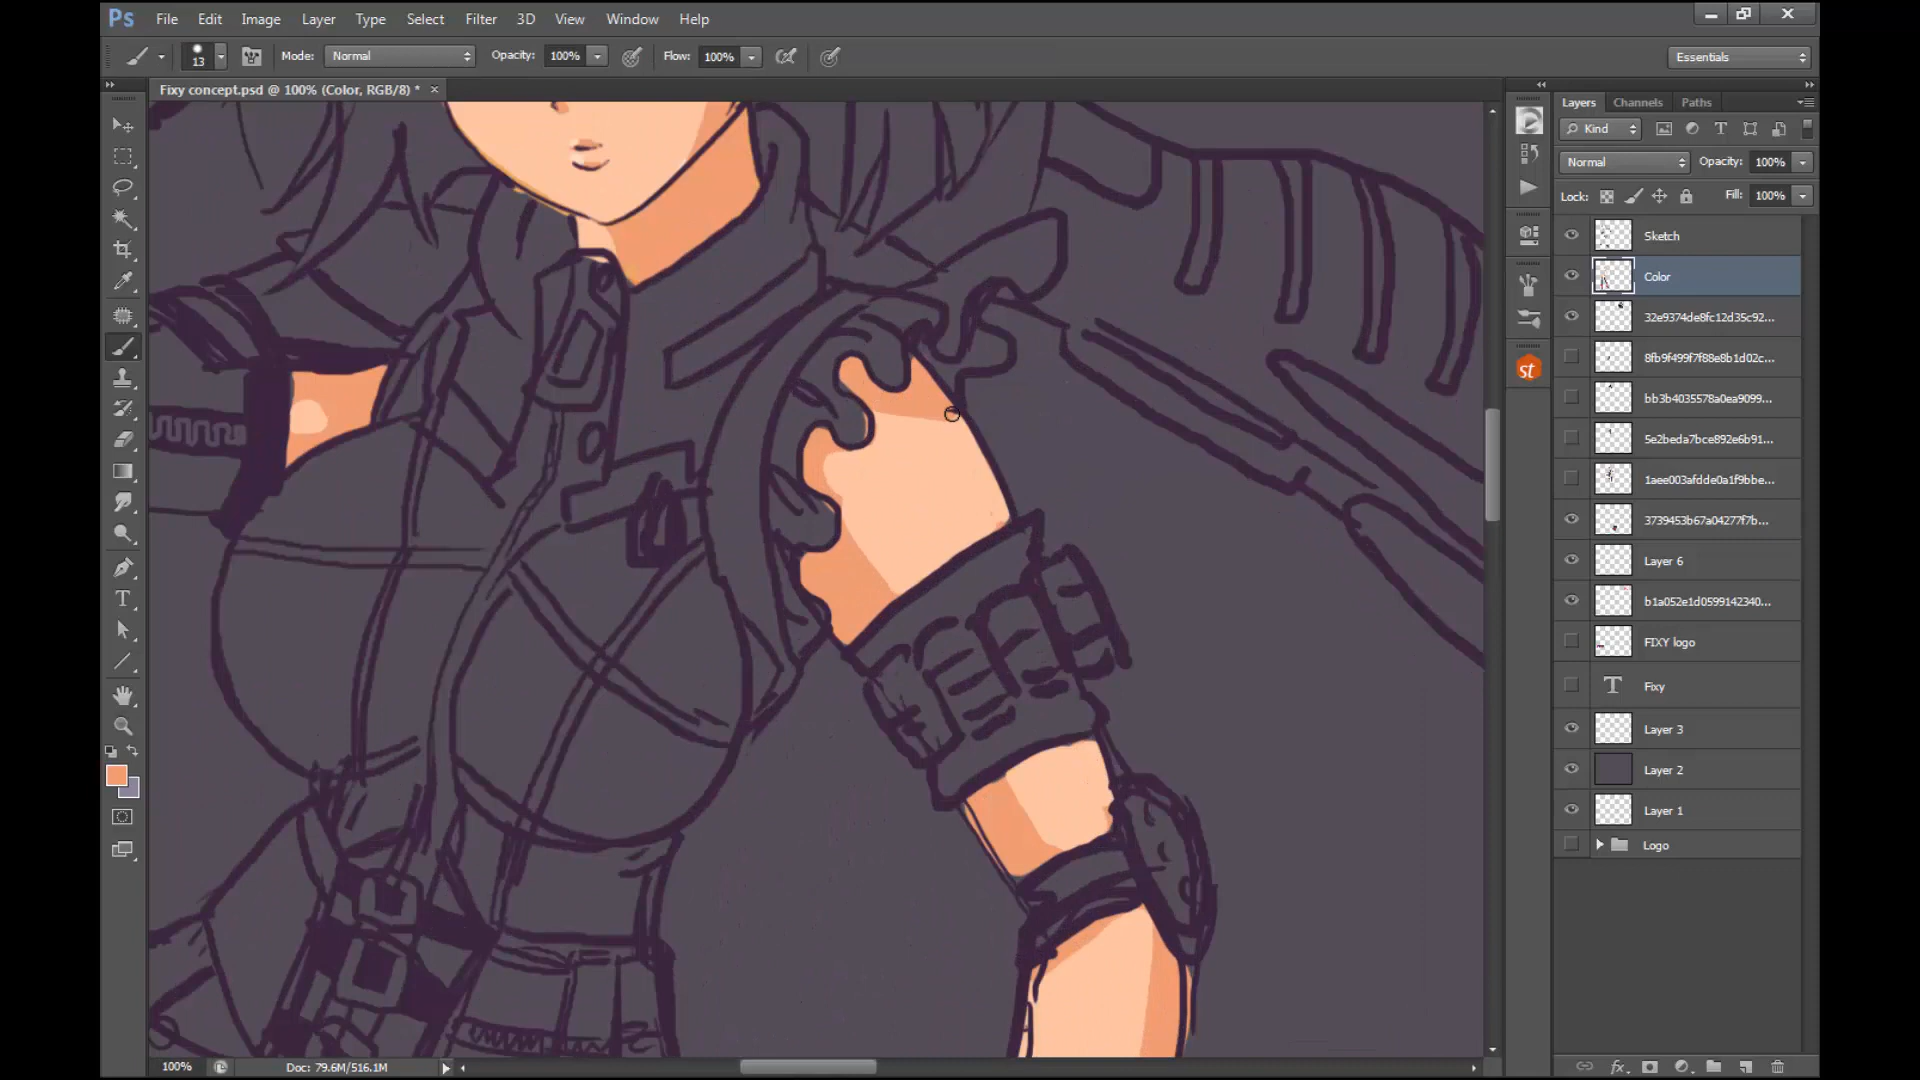 Ps File Edit Image Layer Type Select Filter 3D View Window Help
13 Mode: Normal Opacity: 100% Flow: 100% Essentials
Fixy concept.psd @ 100% (Color, RGB/8) * ×
Layers Channels Paths
Kind T
Normal Opacity: 100%
Lock: Fill: 100%
Sketch
Color
32e9374de8fc12d35c92...
8fb9f499f7f88e8b1d02c...
st
bb3b4035578a0ea9099...
5e2beda7bce892e6b91...
1aee003afdde0a1f9bbe...
3739453b67a04277f7b...
Layer 6
b1a052e1d0599142340...
T
FIXY logo
T Fixy
Layer 3
Layer 2
Layer 1
Logo
100% Doc: 79.6M/516.1M fx